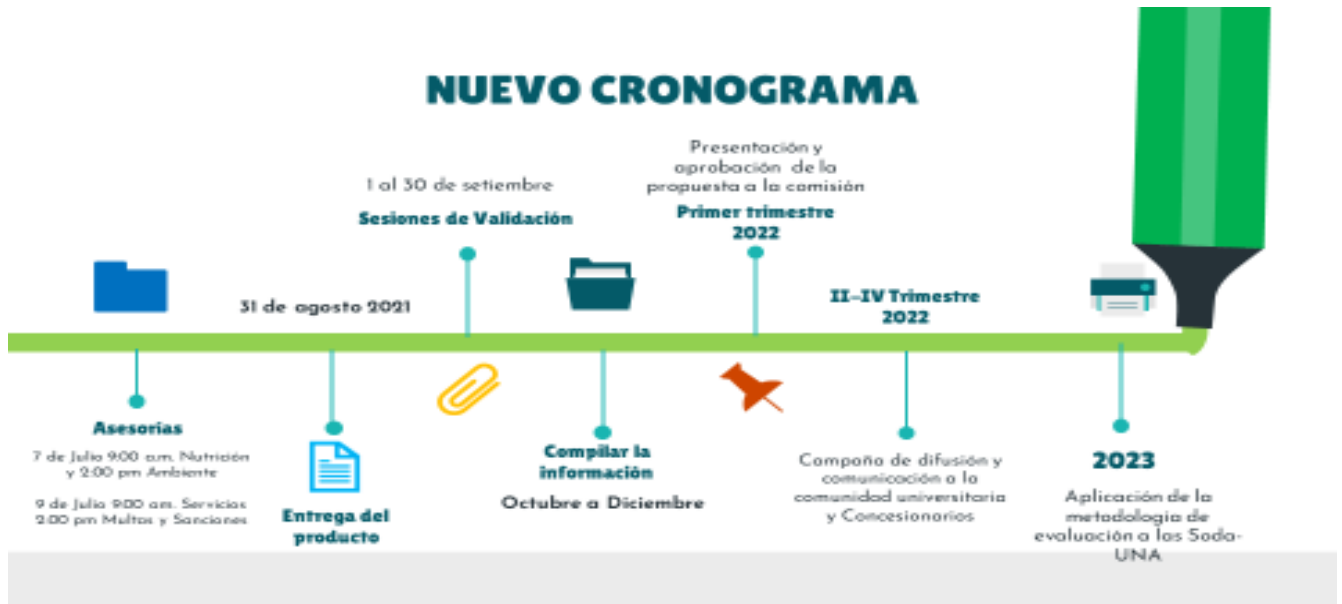 NUEVO CRONOGRAMA
Asesorías
7 de Julio 9:00 a.m. Nutrición
y 2:00 pm Ambiente
9 de Julio 9:00 am. Servicios
2:00 pm Multas y Sanciones
31 de agosto 2021
Entrega del
producto
1 al 30 de setiembre
Sesiones de Validación
Compilar la
información
Octubre a Diciembre
Presentación y
aprobación de la
propuesta a la comisión
Primer trimestre
2022
II-IV Trimestre
2022
Campaña de difusión y
comunicación a la
comunidad universitaria
y Concesionarios
2023
Aplicación de la
metodología de
evaluación a las Soda-
UNA